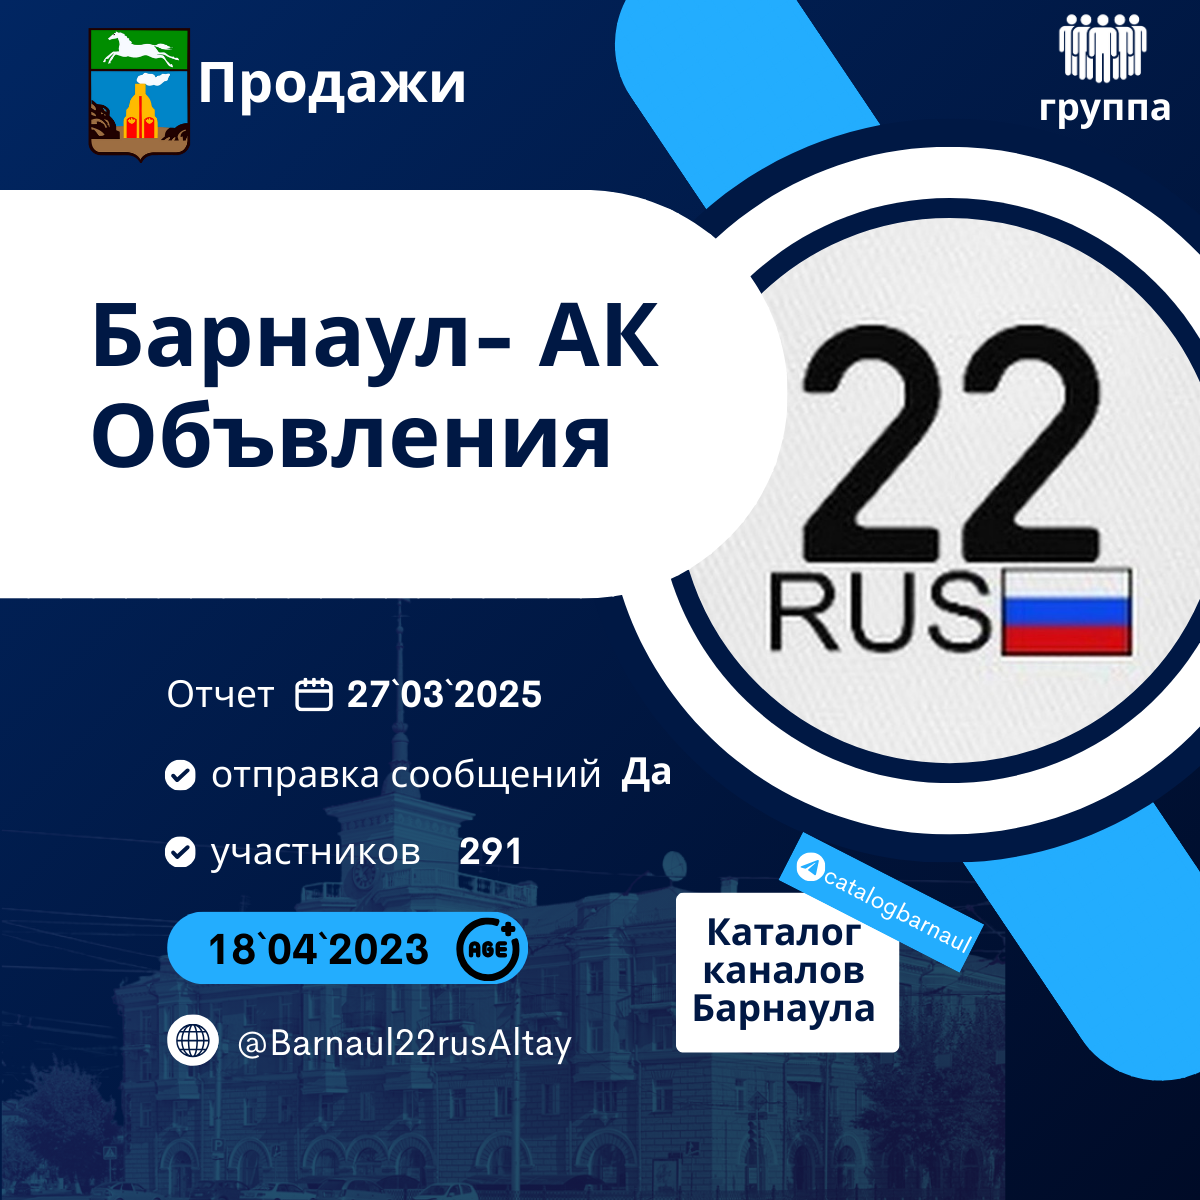 Продажи
группа
Барнаул- АК
Объвления
22
RUS
Отчет 27`03`2025
отправка сообщений Да
участников 291
18`04`2023 AGE+
@Barnaul22rusAltay
catalogbarnaul
Каталог
каналов
Барнаула